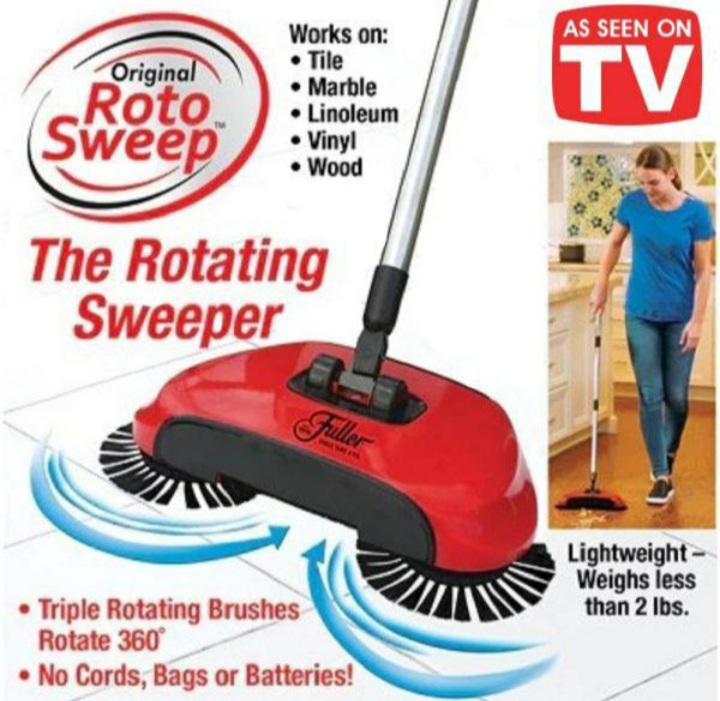 Original
Roto
Sweep™
Works on:
• Tile
• Marble
• Linoleum
• Vinyl
• Wood
AS SEEN ON
TV
The Rotating
Sweeper
Fuller
Lightweight –
Weighs less
than 2 lbs.
• Triple Rotating Brushes
Rotate 360°
• No Cords, Bags or Batteries!